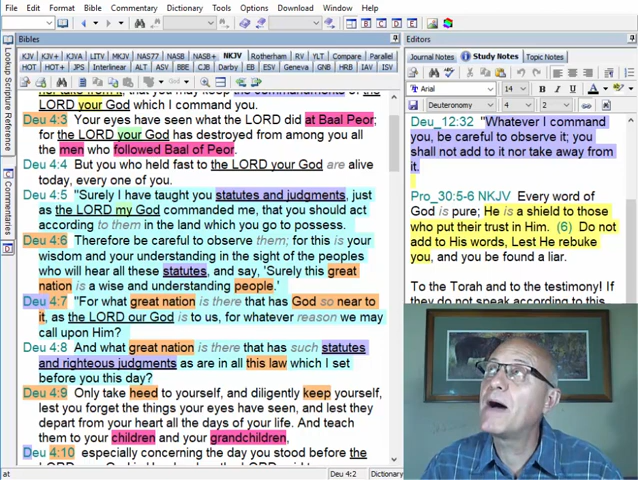 File Edit Bible Book Commentary Dictionary Tools Options Download Window Help
Bibles
Editors
KJV KJV+ KJVA LITV MKJV NAS77 NASB NASB+ NKJV Rotherham RV YLT Compare Parallel
HOT+ TLV JPS Interlinear ALT3 ASV BBE CJB Darby EB ESV Geneva GNB HRB IAV ISV
Journal Notes Study Notes Topic Notes
Lookup Scripture Reference
Commentaries
Arial 14
Deuteronomy 4 2
LORD your God which I command you.
Deu 4:3 Your eyes have seen what the LORD did at Baal Peor;
for the LORD your God has destroyed from among you all
the men who followed Baal of Peor.
Deu 4:4 But you who held fast to the LORD your God are alive
today, every one of you.
Deu 4:5 "Surely I have taught you statutes and judgments, just
as the LORD my God commanded me, that you should act
according to them in the land which you go to possess.
Deu 4:6 Therefore be careful to observe them; for this is your
wisdom and your understanding in the sight of the peoples
who will hear all these statutes, and say, 'Surely this great
nation is a wise and understanding people.'
Deu 4:7 "For what great nation is there that has God so near to
it, as the LORD our God is to us, for whatever reason we may
call upon Him?
Deu 4:8 And what great nation is there that has such statutes
and righteous judgments as are in all this law which I set
before you this day?
Deu 4:9 Only take heed to yourself, and diligently keep yourself,
lest you forget the things your eyes have seen, and lest they
depart from your heart all the days of your life. And teach
them to your children and your grandchildren,
Deu 4:10 especially concerning the day you stood before the
Deu_12:32 "Whatever I command
you, be careful to observe it; you
shall not add to it nor take away from
it.
Pro_30:5-6 NKJV Every word of
God is pure; He is a shield to those
who put their trust in Him. (6) Do not
add to His words, Lest He rebuke
you, and you be found a liar.
To the Torah and to the testimony! If
they do not speak according to this
at
Deu 4:2
Dictionary